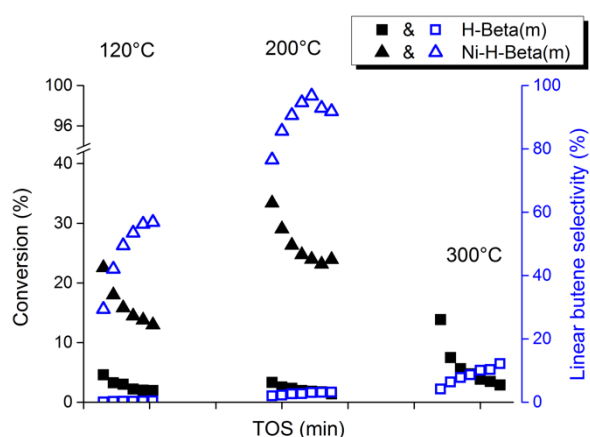 & H-Beta(m)
& Ni-H-Beta(m)
120°C
200°C
300°C
100
96
40
30
20
10
0
Conversion (%)
100
80
60
40
20
0
Linear butene selectivity (%)
TOS (min)